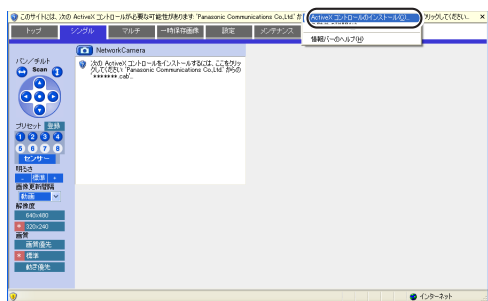 このサイトには、次の ActiveX コントロールが必要な可能性があります: 'Panasonic Communications Co.,Ltd.' か
ActiveX コントロールのインストール(C)...
クリックしてください...
情報バーのヘルプ(H)
トップ
シングル
マルチ
一時保存画像
設定
メンテナンス
NetworkCamera
次の ActiveX コントロールをインストールするには、ここをクリッ
クしてください: 'Panasonic Communications Co.,Ltd.' からの
'*******.cab'...
パン/チルト
Scan
プリセット 登録
1 2 3 4
5 6 7 8
センサー
明るさ
- 標準 +
画像更新間隔
動画
解像度
640x480
320x240
画質
画質優先
標準
動き優先
インターネット